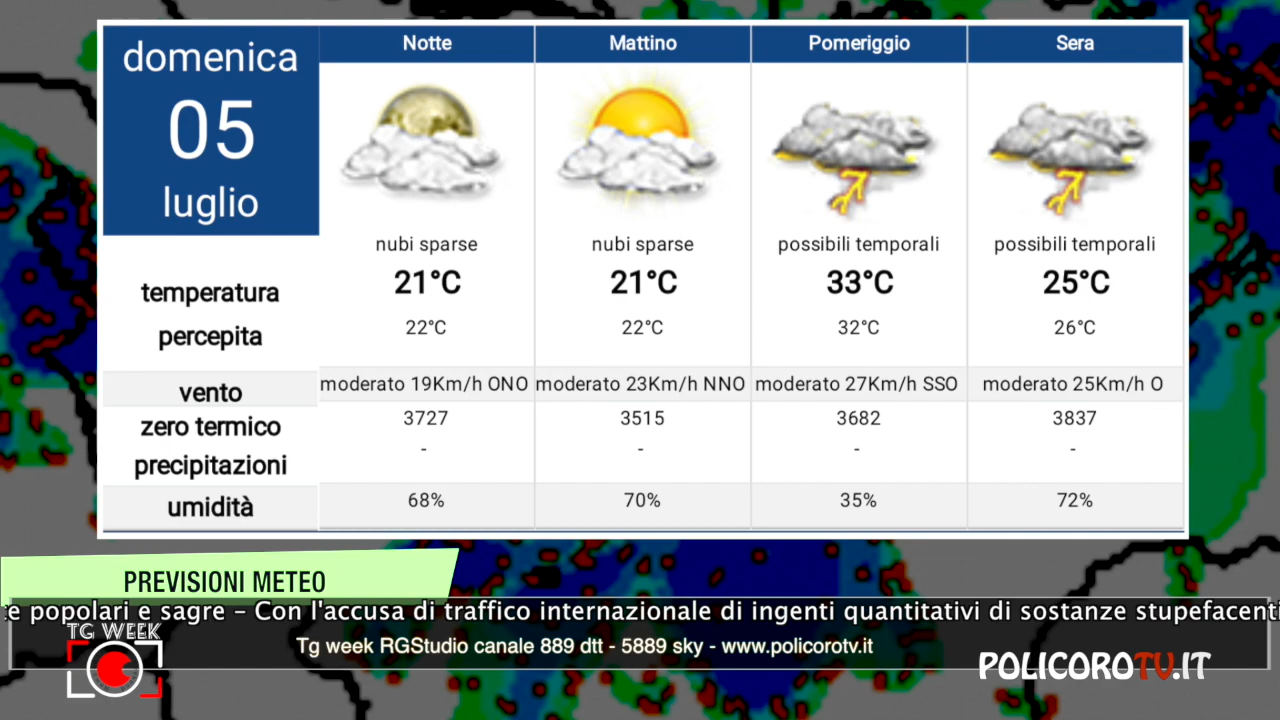 domenica
05
luglio
Notte Mattino Pomeriggio Sera
nubi sparse nubi sparse possibili temporali possibili temporali
temperatura 21°C 21°C 33°C 25°C
percepita 22°C 22°C 32°C 26°C
vento moderato 19Km/h ONO moderato 23Km/h NNO moderato 27Km/h SSO moderato 25Km/h O
zero termico 3727 3515 3682 3837
precipitazioni - - - -
umidità 68% 70% 35% 72%
PREVISIONI METEO
e popolari e sagre – Con l'accusa di traffico internazionale di ingenti quantitativi di sostanze stupefacenti
TG WEEK
Tg week RGStudio canale 889 dtt - 5889 sky - www.policorotv.it
POLICOROTV.IT